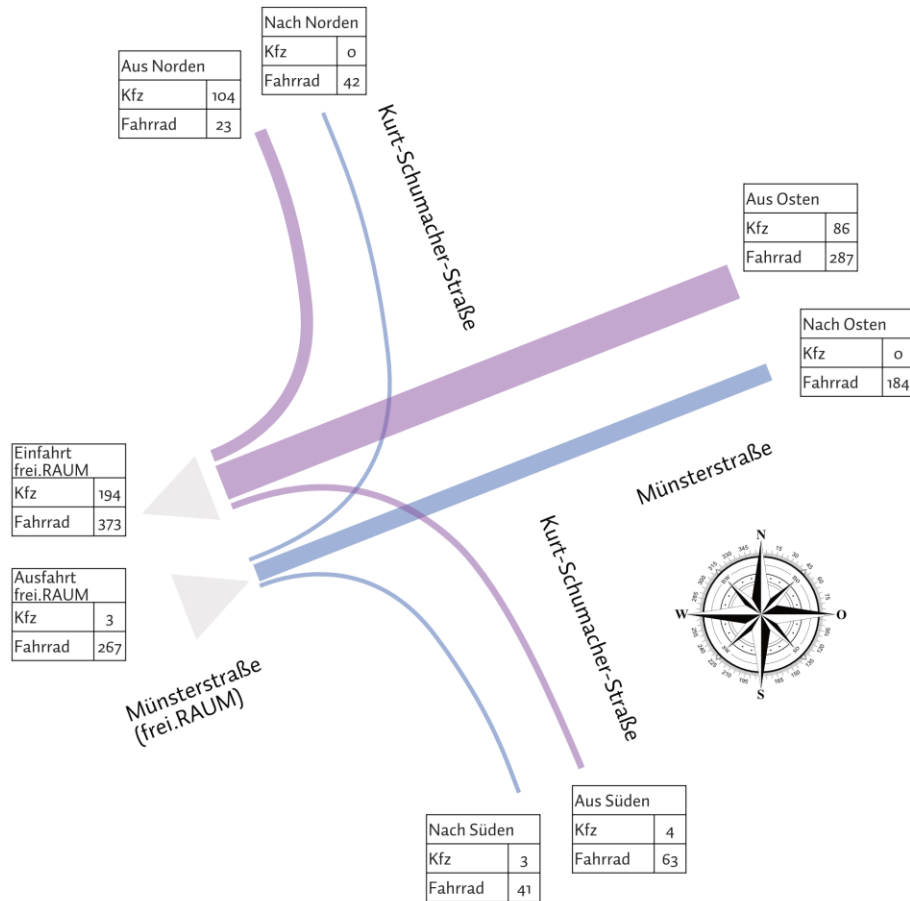 Nach Norden
Kfz 0
Fahrrad 42
Aus Norden
Kfz 104
Fahrrad 23
Kurt-Schumacher-Straße
Aus Osten
Kfz 86
Fahrrad 287
Nach Osten
Kfz 0
Fahrrad 184
Münsterstraße
Einfahrt
frei.RAUM
Kfz 194
Fahrrad 373
Ausfahrt
frei.RAUM
Kfz 3
Fahrrad 267
Münsterstraße
(frei.RAUM)
Kurt-Schumacher-Straße
N
W
O
S
Aus Süden
Kfz 4
Fahrrad 63
Nach Süden
Kfz 3
Fahrrad 41